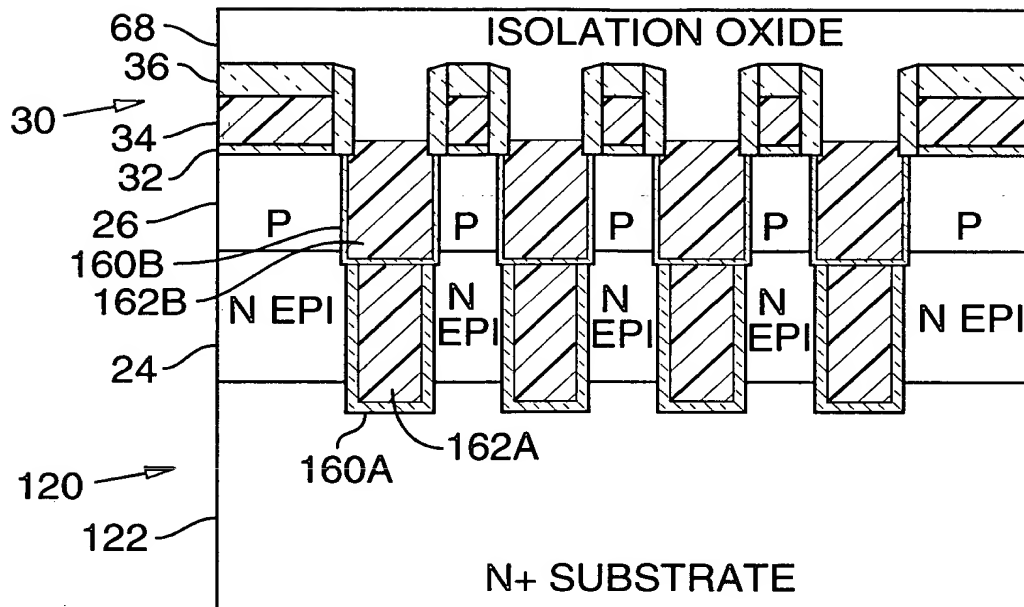 68
ISOLATION OXIDE
36
30
34
32
26
P P P P P
160B
162B
N EPI N EPI N EPI N EPI N EPI
24
162A
160A
120
122
N+ SUBSTRATE